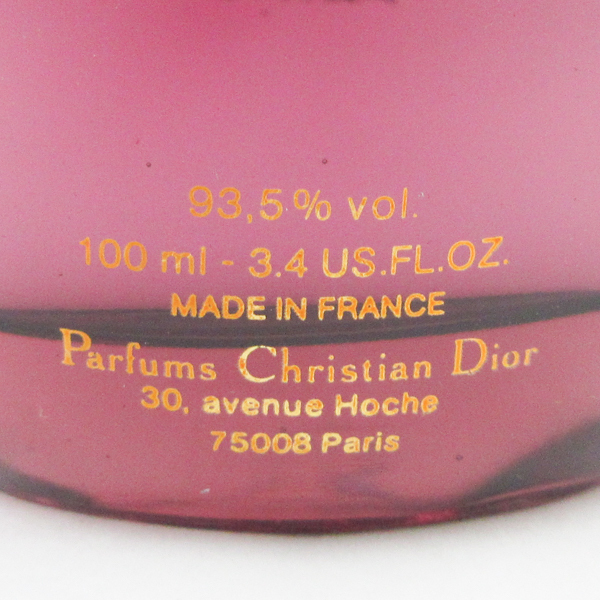 93,5% vol.
100 ml - 3.4 US.FL.OZ.
MADE IN FRANCE
Parfums Christian Dior
30, avenue Hoche
75008 Paris